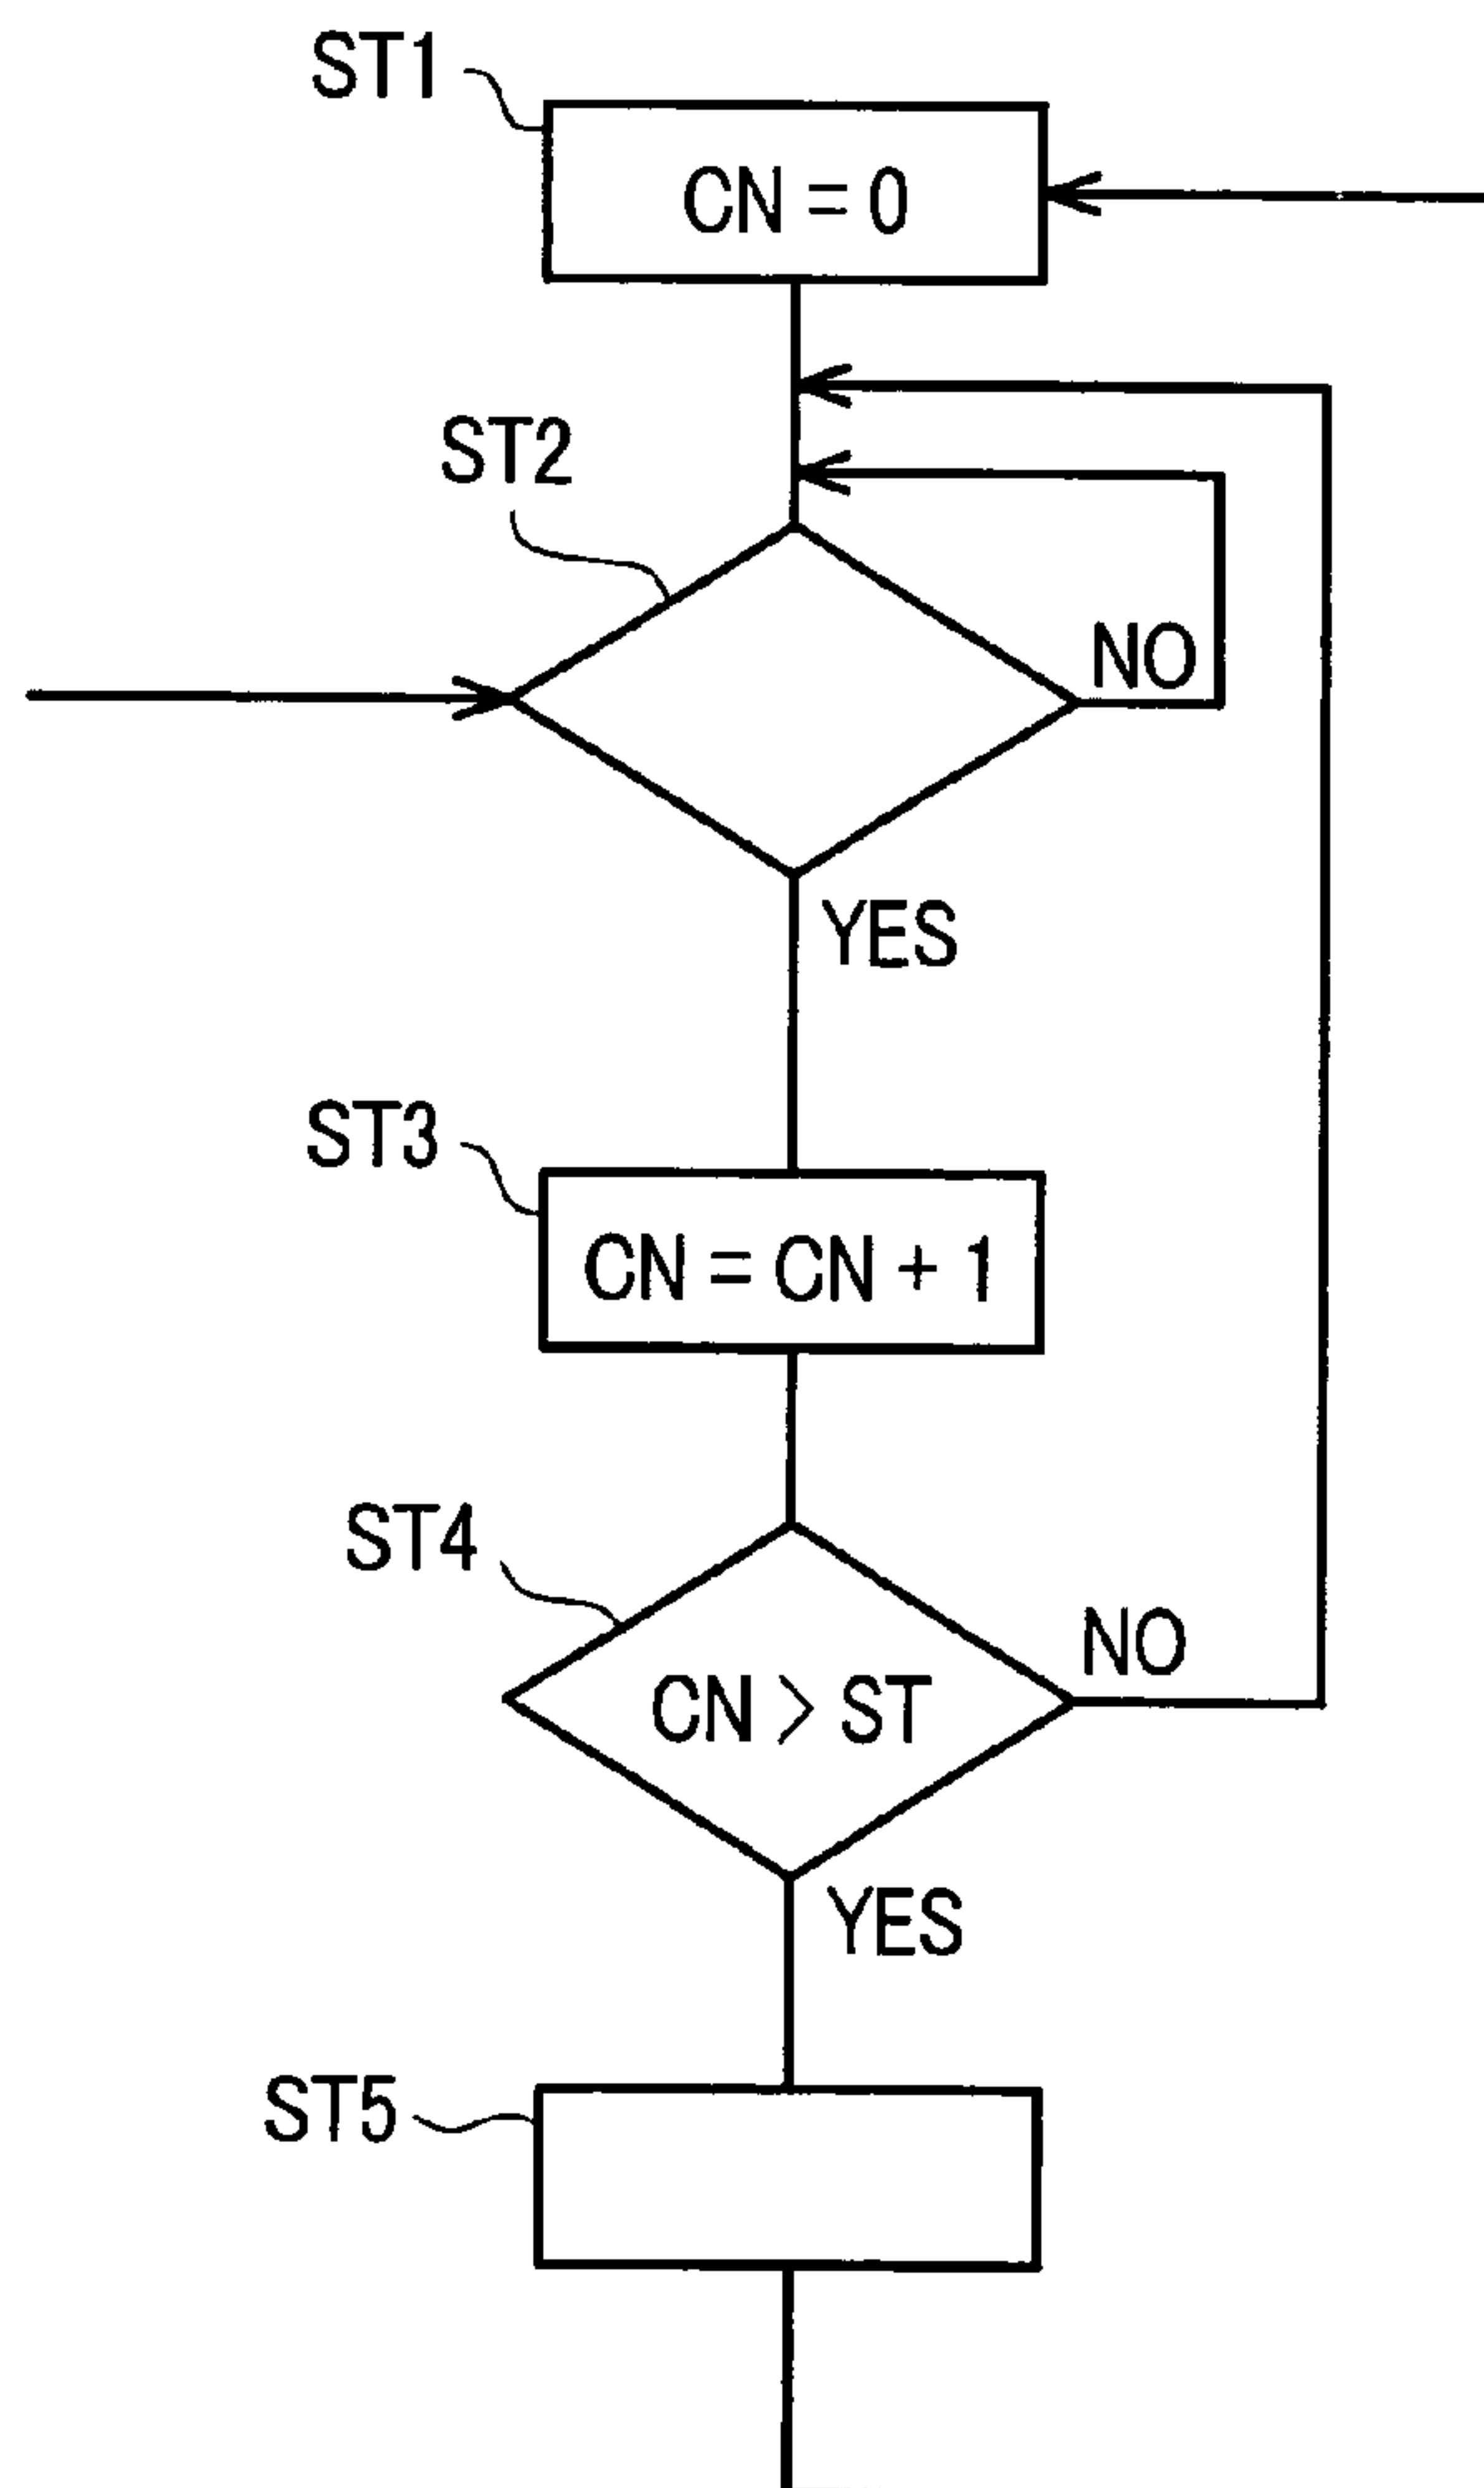 ST1
CN = 0
ST2
NO
YES
ST3
CN = CN + 1
ST4
NO
CN > ST
YES
ST5